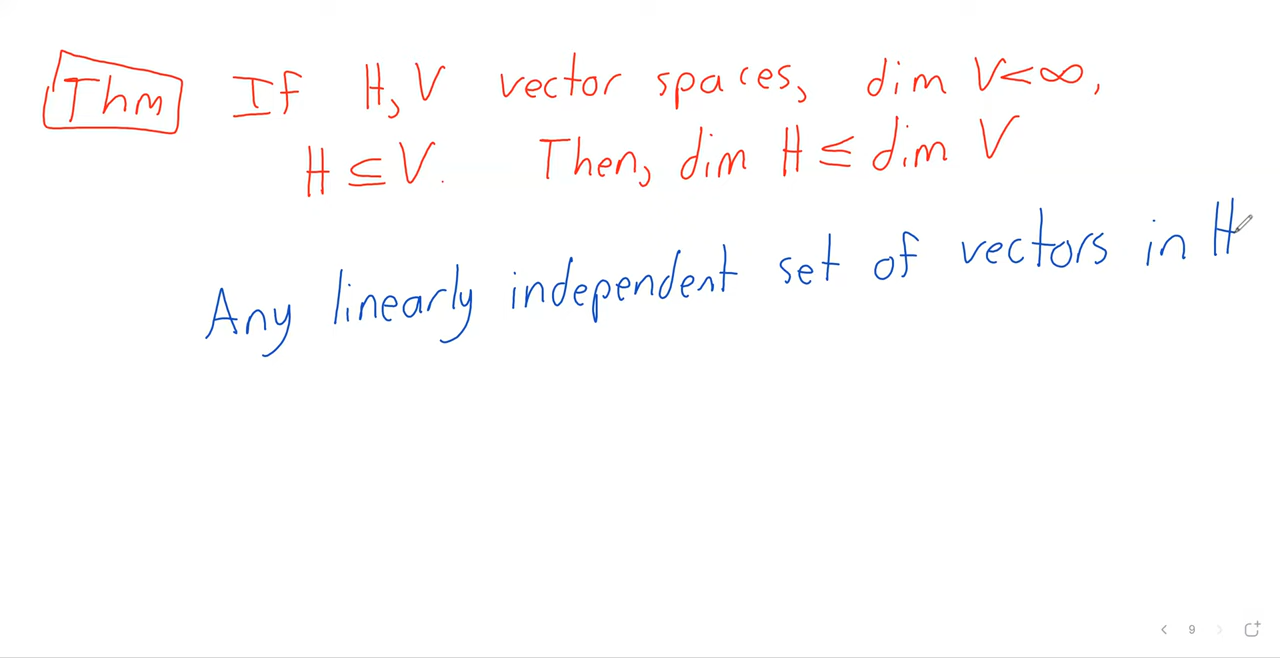 Thm If H, V vector spaces, dim V < ∞,
H ⊆ V. Then, dim H ≤ dim V
Any linearly independent set of vectors in H
9